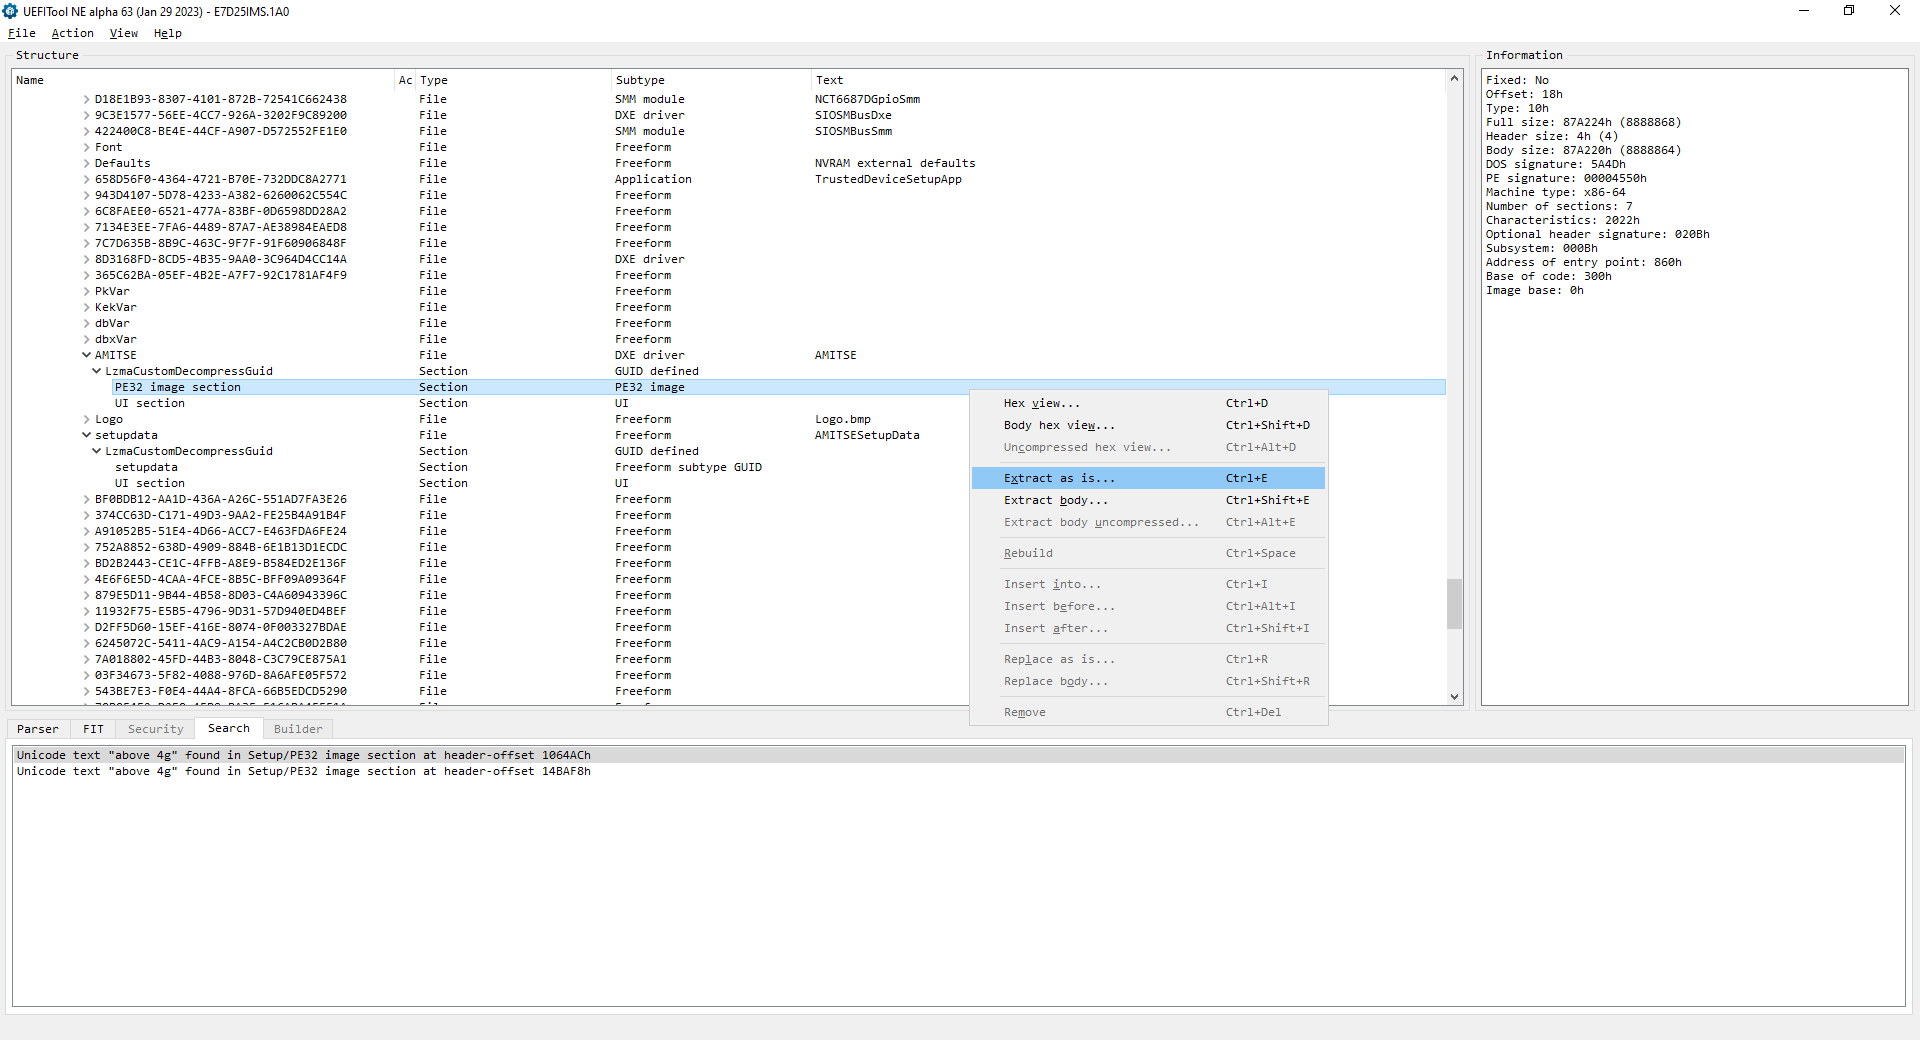 UEFITool NE alpha 63 (Jan 29 2023) - E7D25IMS.1A0
File Action View Help
Structure
Name Ac Type Subtype Text
D18E1B93-8307-4101-872B-72541C662438 File SMM module NCT6687DGpioSmm
9C3E1577-56EE-4CC7-926A-3202F9C89200 File DXE driver SIOSMBusDxe
422400C8-BE4E-44CF-A907-D572552FE1E0 File SMM module SIOSMBusSmm
Font File Freeform
Defaults File Freeform NVRAM external defaults
658D56F0-4364-4721-B70E-732DDC8A2771 File Application TrustedDeviceSetupApp
943D4107-5D78-4233-A382-6260062C554C File Freeform
6C8FAEE0-6521-477A-83BF-0D6598DD28A2 File Freeform
7134E3EE-7FA6-4489-87A7-AE38984EAED8 File Freeform
7C7D635B-8B9C-463C-9F7F-91F60906848F File Freeform
8D3168FD-8CD5-4B35-9AA0-3C964D4CC14A File DXE driver
365C62BA-05EF-4B2E-A7F7-92C1781AF4F9 File Freeform
PkVar File Freeform
KekVar File Freeform
dbVar File Freeform
dbxVar File Freeform
AMITSE File DXE driver AMITSE
LzmaCustomDecompressGuid Section GUID defined
PE32 image section Section PE32 image
UI section Section UI
Logo File Freeform Logo.bmp
setupdata File Freeform AMITSESetupData
LzmaCustomDecompressGuid Section GUID defined
setupdata Section Freeform subtype GUID
UI section Section UI
BF0BDB12-AA1D-436A-A26C-551AD7FA3E26 File Freeform
374CC63D-C171-49D3-9AA2-FE25B4A91B4F File Freeform
A91052B5-51E4-4D66-ACC7-E463FDA6FE24 File Freeform
752A8852-638D-4909-884B-6E1B13D1ECDC File Freeform
BD2B2443-CE1C-4FFB-A8E9-B584ED2E136F File Freeform
4E6F6E5D-4CAA-4FCE-8B5C-BFF09A09364F File Freeform
879E5D11-9B44-4B58-8D03-C4A60943396C File Freeform
11932F75-E5B5-4796-9D31-57D940ED4BEF File Freeform
D2FF5D60-15EF-416E-8074-0F003327BDAE File Freeform
6245072C-5411-4AC9-A154-A4C2CB0D2B80 File Freeform
7A018802-45FD-44B3-8048-C3C79CE875A1 File Freeform
03F34673-5F82-4088-976D-8A6AFE05F572 File Freeform
543BE7E3-F0E4-44A4-8FCA-66B5EDCD5290 File Freeform
Hex view... Ctrl+D
Body hex view... Ctrl+Shift+D
Uncompressed hex view... Ctrl+Alt+D
Extract as is... Ctrl+E
Extract body... Ctrl+Shift+E
Extract body uncompressed... Ctrl+Alt+E
Rebuild Ctrl+Space
Insert into... Ctrl+I
Insert before... Ctrl+Alt+I
Insert after... Ctrl+Shift+I
Replace as is... Ctrl+R
Replace body... Ctrl+Shift+R
Remove Ctrl+Del
Information
Fixed: No
Offset: 18h
Type: 10h
Full size: 87A224h (8888868)
Header size: 4h (4)
Body size: 87A220h (8888864)
DOS signature: 5A4Dh
PE signature: 00004550h
Machine type: x86-64
Number of sections: 7
Characteristics: 2022h
Optional header signature: 020Bh
Subsystem: 000Bh
Address of entry point: 860h
Base of code: 300h
Image base: 0h
Parser FIT Security Search Builder
Unicode text "above 4g" found in Setup/PE32 image section at header-offset 1064ACh
Unicode text "above 4g" found in Setup/PE32 image section at header-offset 14BAF8h